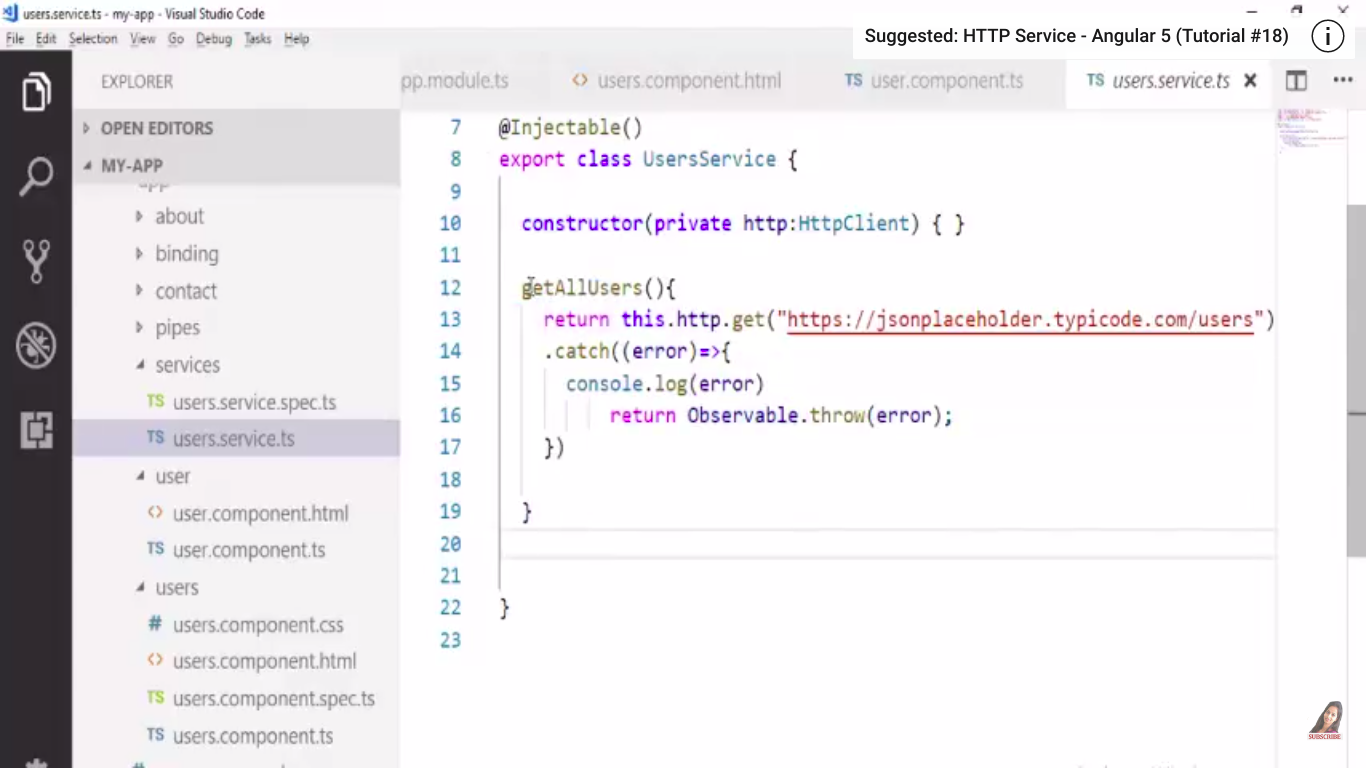 users.service.ts - my-app - Visual Studio Code
File Edit Selection View Go Debug Tasks Help
Suggested: HTTP Service - Angular 5 (Tutorial #18)
EXPLORER
OPEN EDITORS
MY-APP
app
about
binding
contact
pipes
services
TS users.service.spec.ts
TS users.service.ts
user
<> user.component.html
TS user.component.ts
users
# users.component.css
<> users.component.html
TS users.component.spec.ts
TS users.component.ts
pp.module.ts <> users.component.html TS user.component.ts TS users.service.ts
7 @Injectable()
8 export class UsersService {
9
10 constructor(private http:HttpClient) { }
11
12 getAllUsers(){
13 return this.http.get("https://jsonplaceholder.typicode.com/users")
14 .catch((error)=>{
15 console.log(error)
16 return Observable.throw(error);
17 })
18
19 }
20
21
22 }
23
SUBSCRIBE